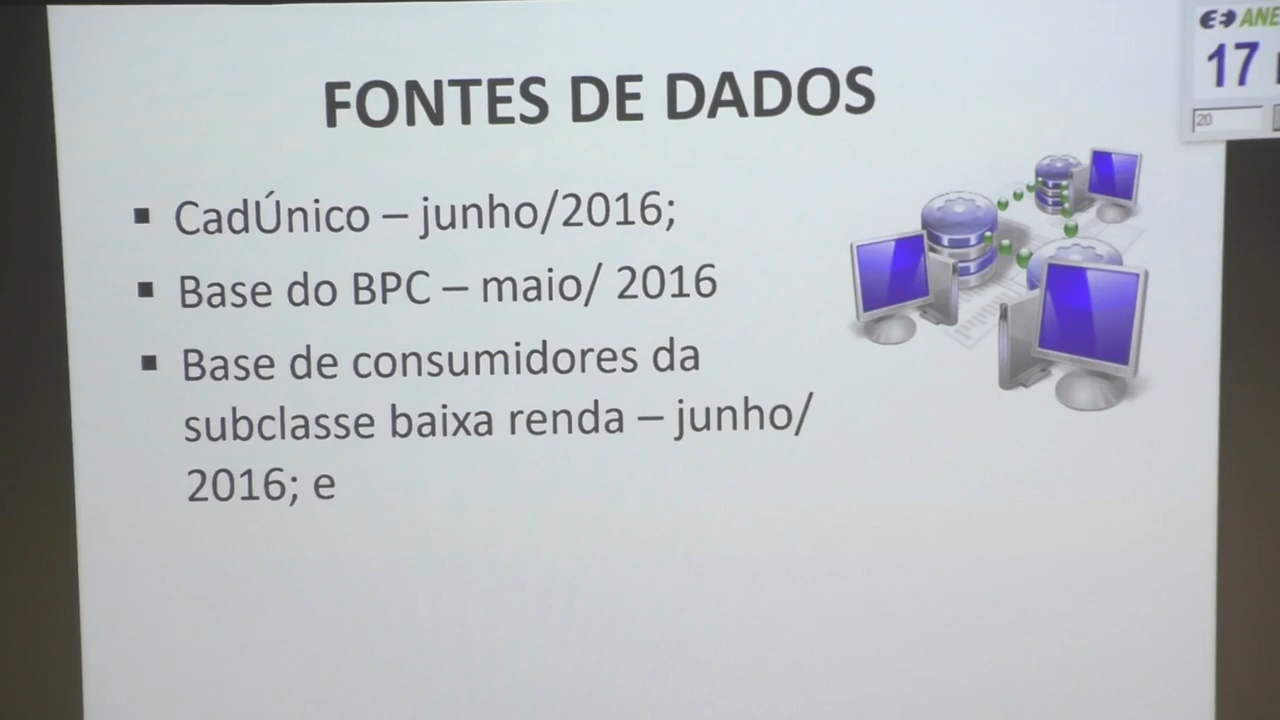 FONTES DE DADOS
▪ CadÚnico – junho/2016;
▪ Base do BPC – maio/ 2016
▪ Base de consumidores da
subclasse baixa renda – junho/
2016; e
ANE
17
20